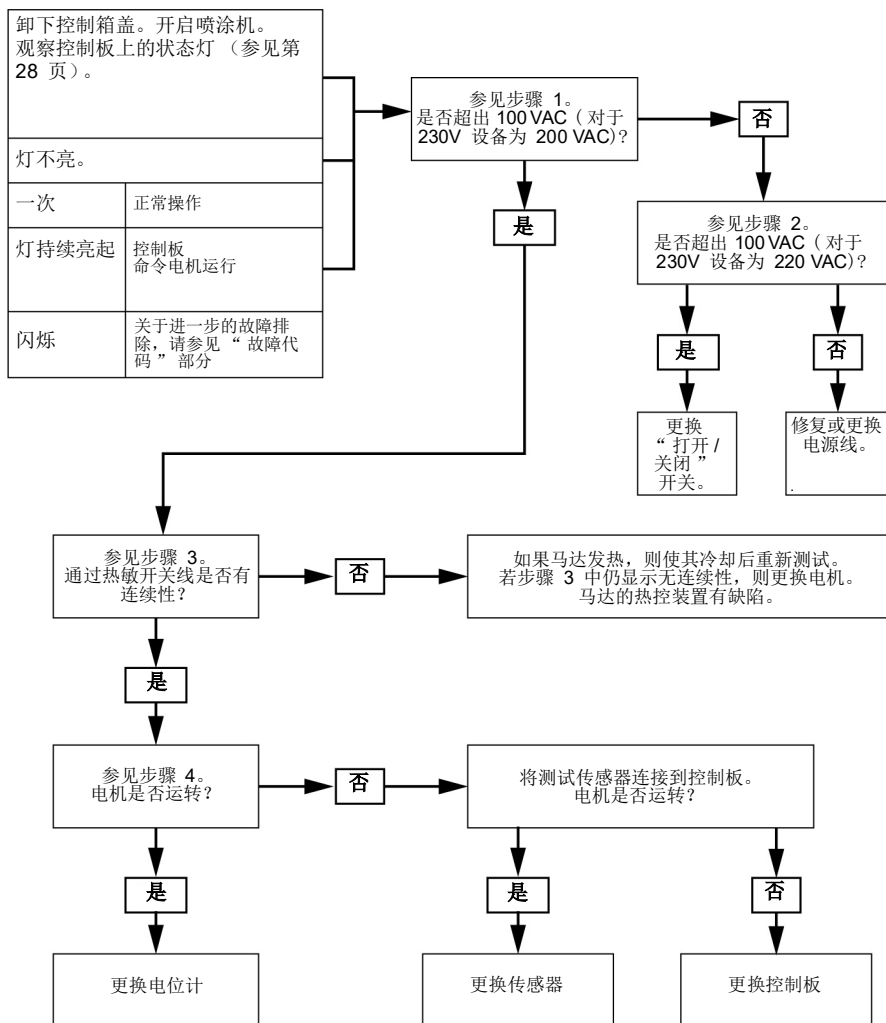 卸下控制箱盖。开启喷涂机。
观察控制板上的状态灯 （参见第
28 页）。
灯不亮。
一次
正常操作
灯持续亮起
控制板
命令电机运行
闪烁
关于进一步的故障排
除，请参见 “ 故障代
码 ” 部分
参见步骤 1。
是否超出 100 VAC（ 对于
230V 设备为 200 VAC)?
否
是
参见步骤 2。
是否超出 100 VAC（ 对于
230V 设备为 220 VAC)?
是
否
更换
“ 打开 /
关闭 ”
开关。
修复或更换
电源线。
.
参见步骤 3。
通过热敏开关线是否有
连续性？
否
如果马达发热，则使其冷却后重新测试。
若步骤 3 中仍显示无连续性，则更换电机。
马达的热控装置有缺陷。
是
参见步骤 4。
电机是否运转？
否
将测试传感器连接到控制板。
电机是否运转？
是
是
否
更换电位计
更换传感器
更换控制板